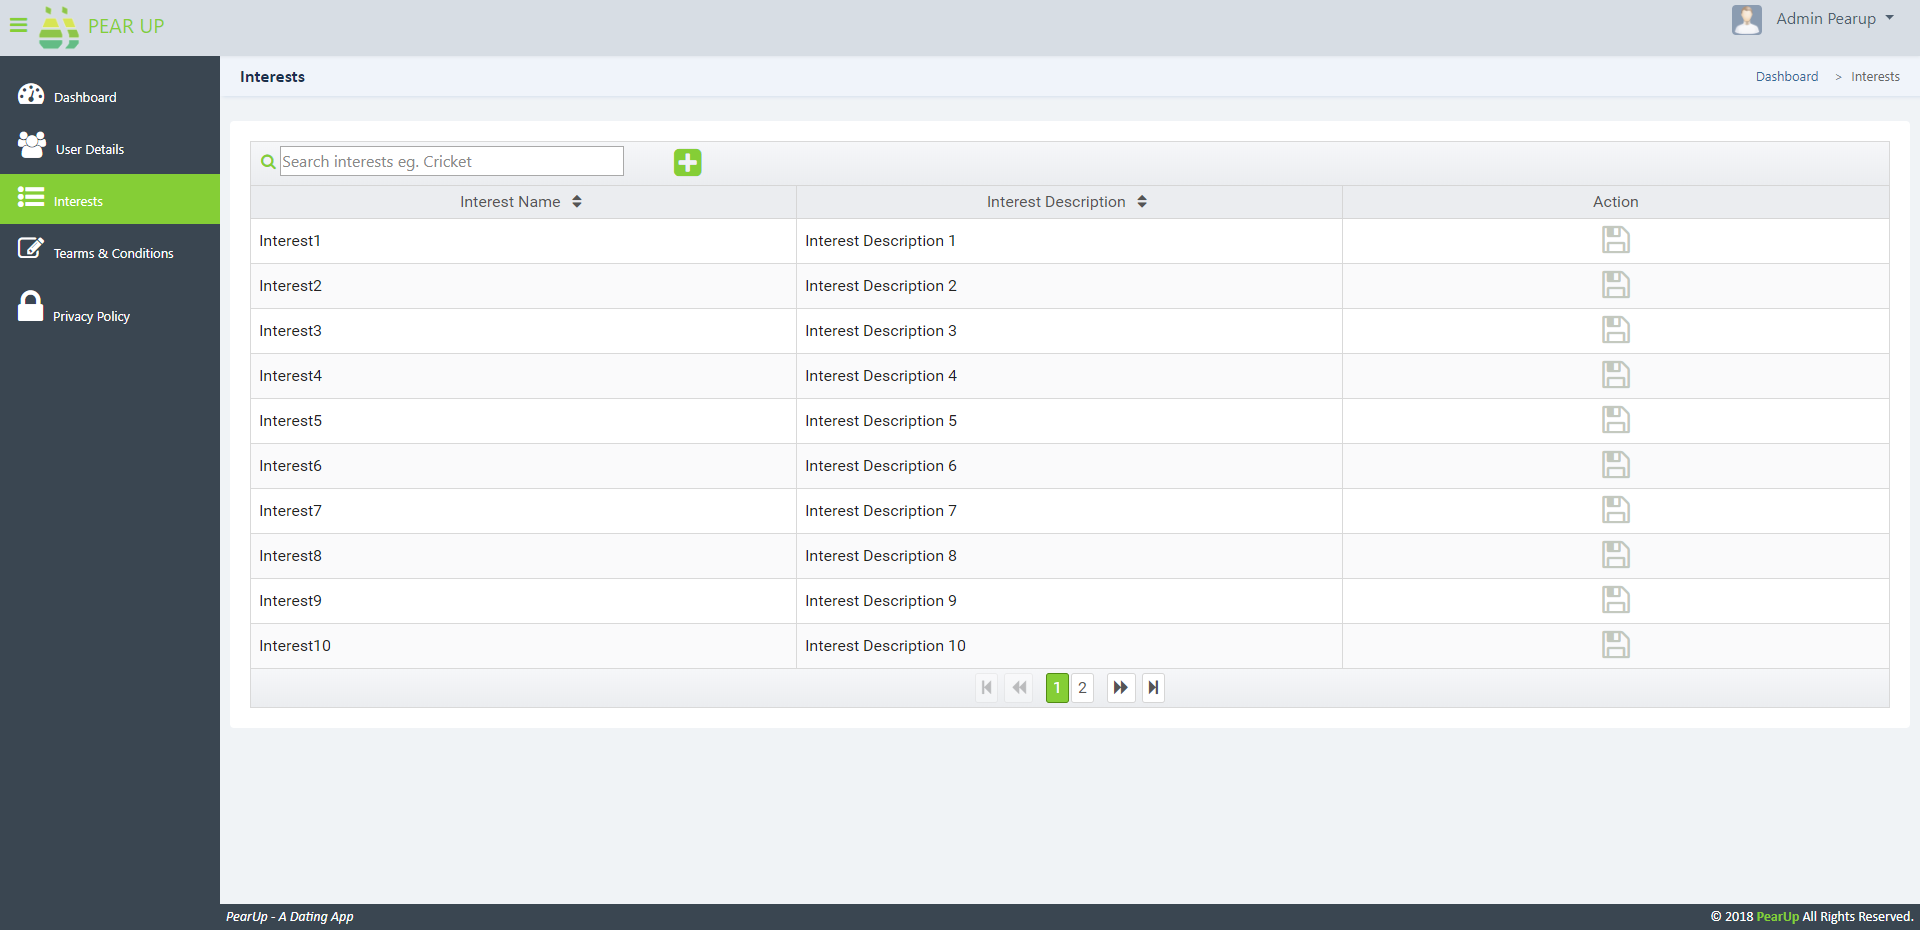 PEAR UP
Admin Pearup
Interests
Dashboard > Interests
Dashboard
User Details
Interests
Tearms & Conditions
Privacy Policy
Search interests eg. Cricket
Interest Name Interest Description Action
Interest1 Interest Description 1
Interest2 Interest Description 2
Interest3 Interest Description 3
Interest4 Interest Description 4
Interest5 Interest Description 5
Interest6 Interest Description 6
Interest7 Interest Description 7
Interest8 Interest Description 8
Interest9 Interest Description 9
Interest10 Interest Description 10
1 2
PearUp - A Dating App
© 2018 PearUp All Rights Reserved.